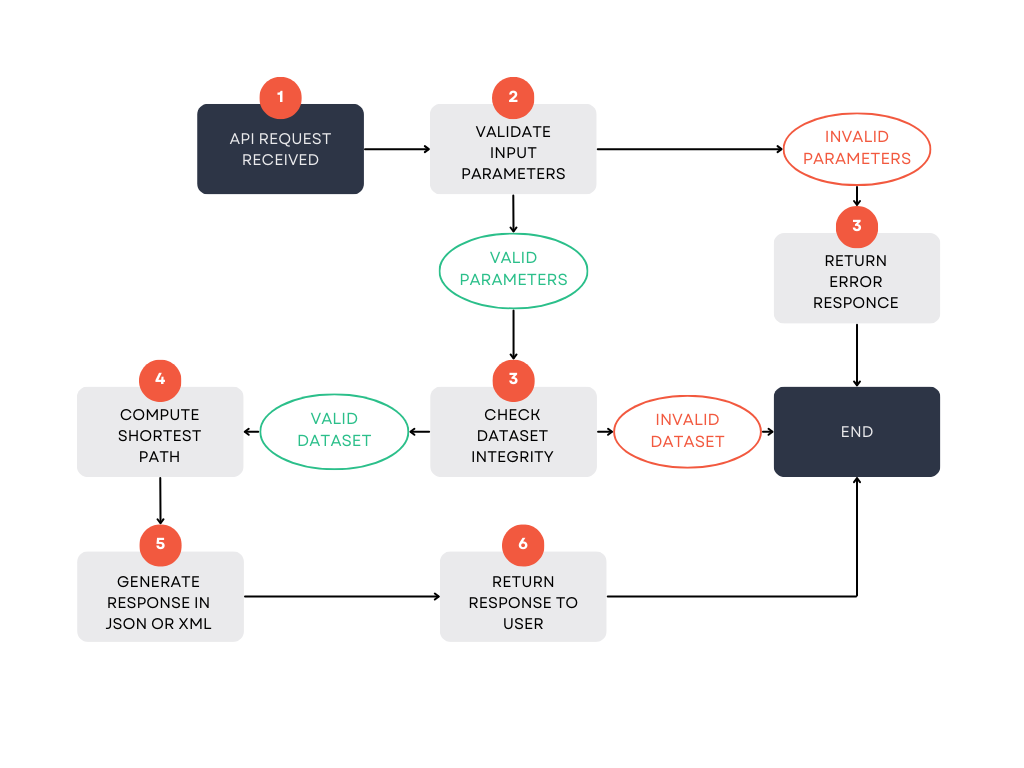 1
API REQUEST
RECEIVED
2
VALIDATE
INPUT
PARAMETERS
INVALID
PARAMETERS
VALID
PARAMETERS
3
RETURN
ERROR
RESPONCE
4
COMPUTE
SHORTEST
PATH
VALID
DATASET
3
CHECK
DATASET
INTEGRITY
INVALID
DATASET
END
5
GENERATE
RESPONSE IN
JSON OR XML
6
RETURN
RESPONSE TO
USER